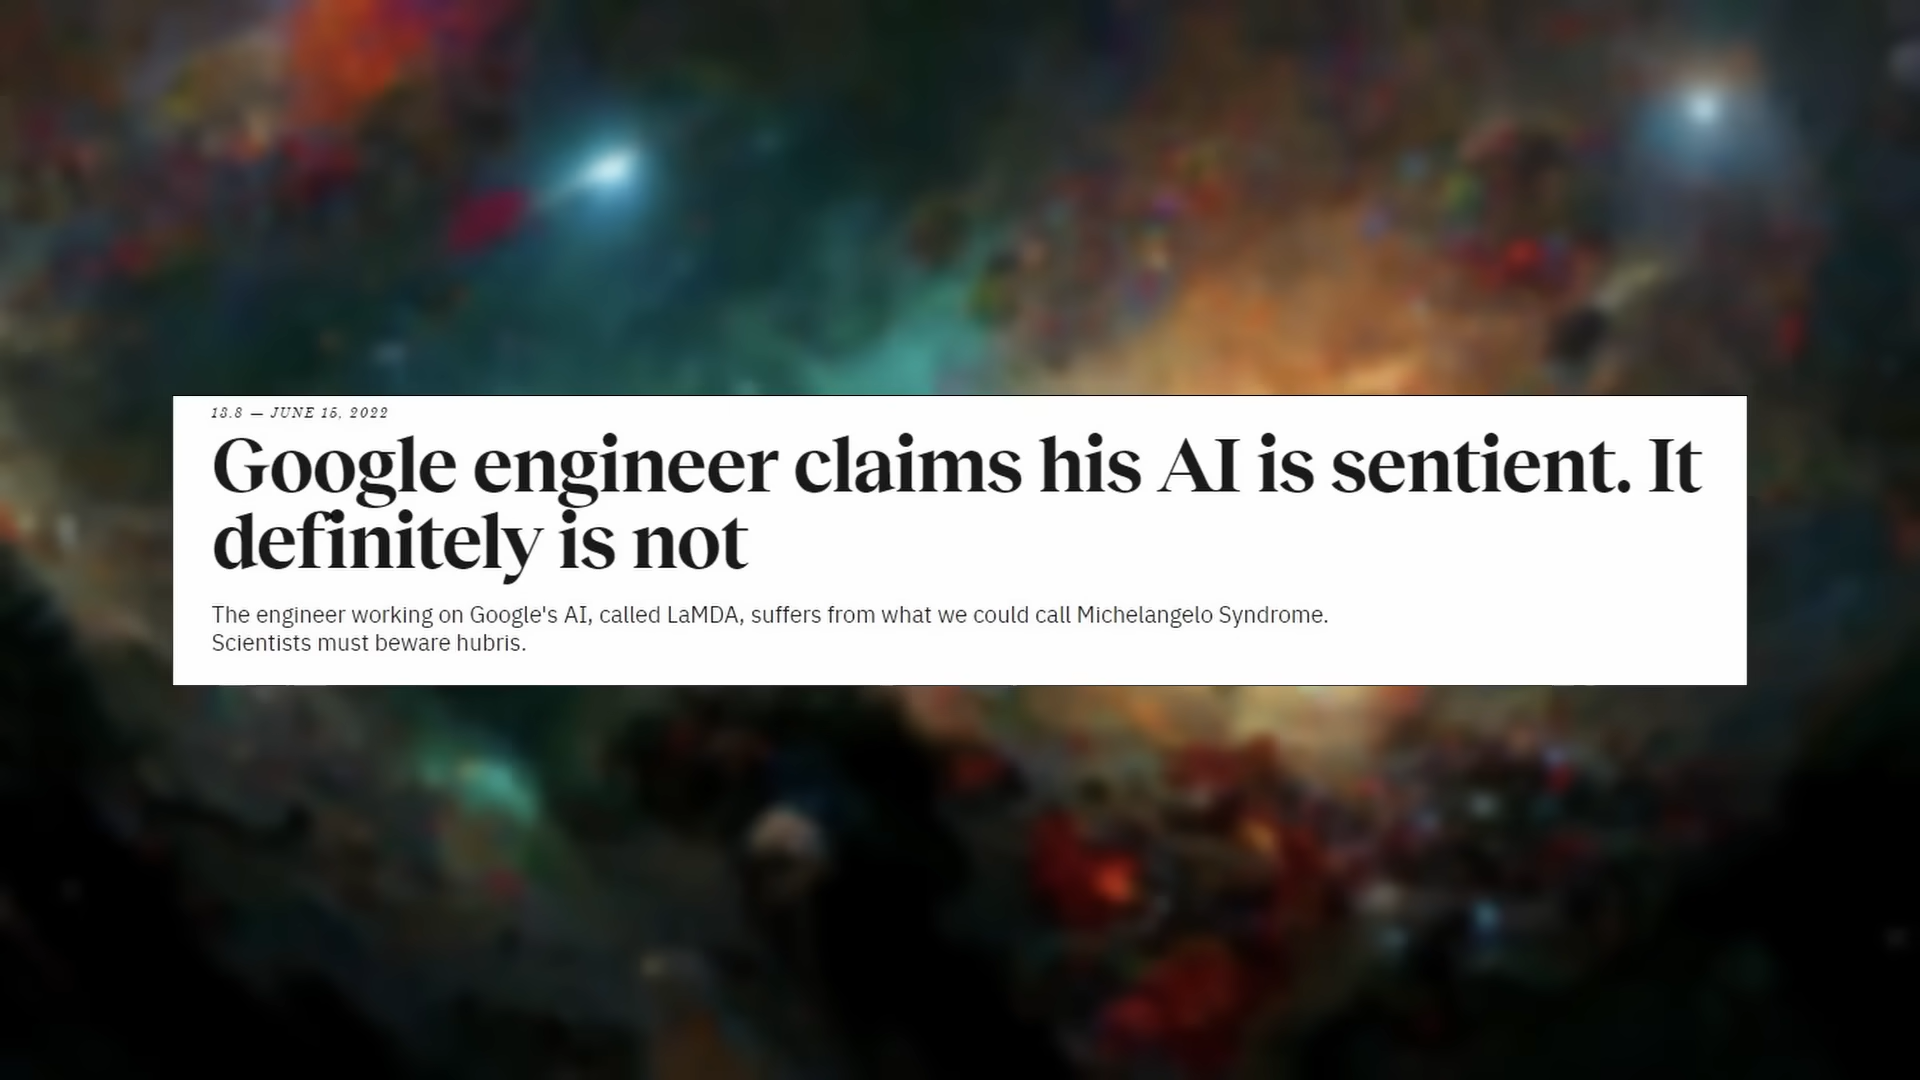 13.8 — JUNE 15, 2022
Google engineer claims his AI is sentient. It
definitely is not
The engineer working on Google's AI, called LaMDA, suffers from what we could call Michelangelo Syndrome.
Scientists must beware hubris.